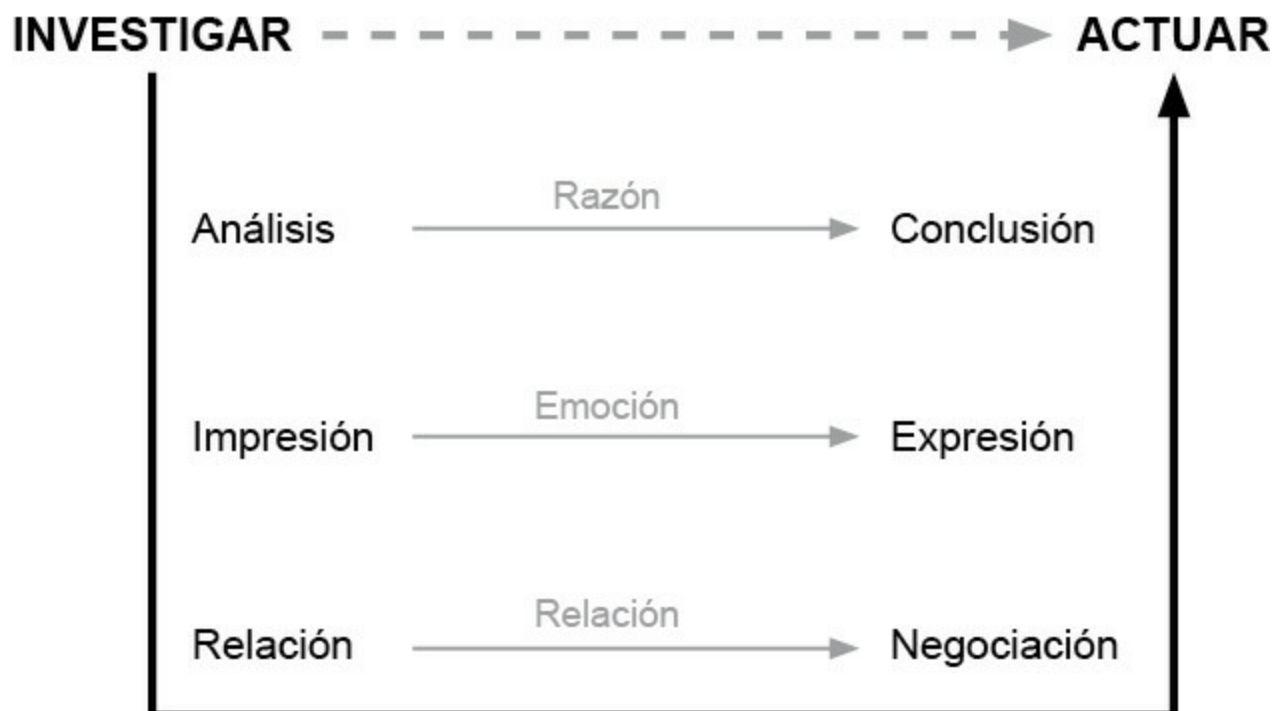 INVESTIGAR ACTUAR
Razón
Análisis Conclusión
Emoción
Impresión Expresión
Relación
Relación Negociación